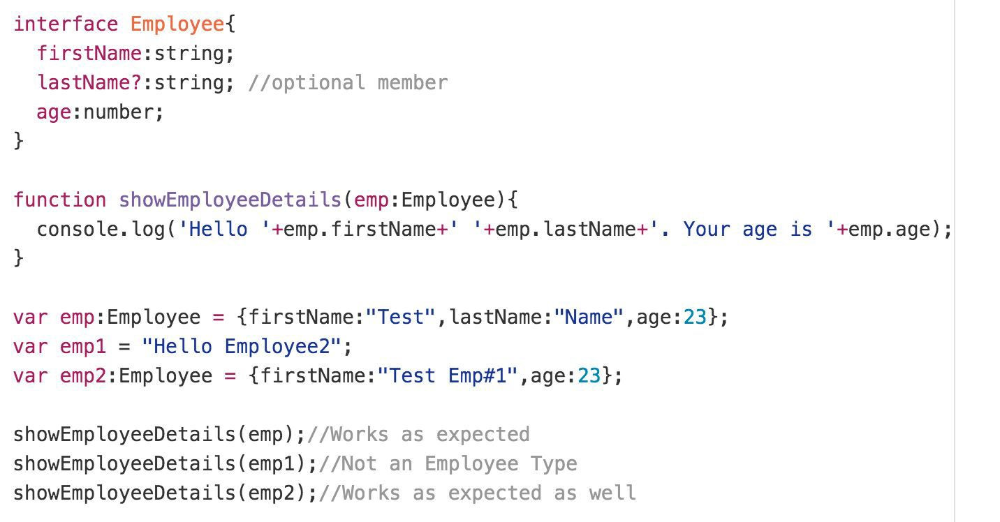 interface Employee{
  firstName:string;
  lastName?:string; //optional member
  age:number;
}

function showEmployeeDetails(emp:Employee){
  console.log('Hello '+emp.firstName+' '+emp.lastName+'. Your age is '+emp.age);
}

var emp:Employee = {firstName:"Test",lastName:"Name",age:23};
var emp1 = "Hello Employee2";
var emp2:Employee = {firstName:"Test Emp#1",age:23};

showEmployeeDetails(emp);//Works as expected
showEmployeeDetails(emp1);//Not an Employee Type
showEmployeeDetails(emp2);//Works as expected as well